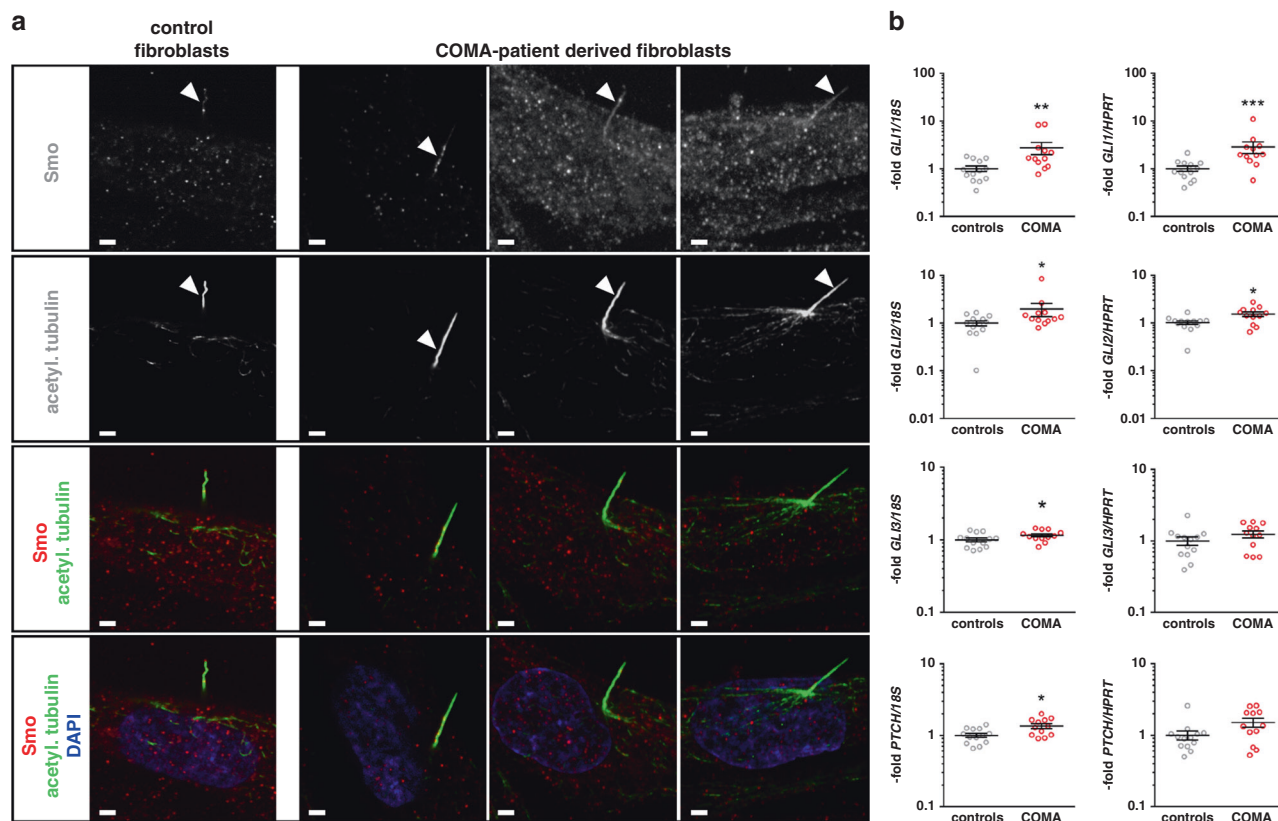 a
control
fibroblasts
COMA-patient derived fibroblasts
Smo
acetyl. tubulin
Smo
acetyl. tubulin
Smo
acetyl. tubulin
DAPI
b
-fold GLI1/18S
100
10
1
0.1
**
controls
COMA
-fold GLI1/HPRT
100
10
1
0.1
***
controls
COMA
-fold GLI2/18S
10
1
0.1
0.01
*
controls
COMA
-fold GLI2/HPRT
10
1
0.1
0.01
*
controls
COMA
-fold GLI3/18S
10
1
0.1
*
controls
COMA
-fold GLI3/HPRT
10
1
0.1
controls
COMA
-fold PTCH/18S
10
1
0.1
*
controls
COMA
-fold PTCH/HPRT
10
1
0.1
controls
COMA